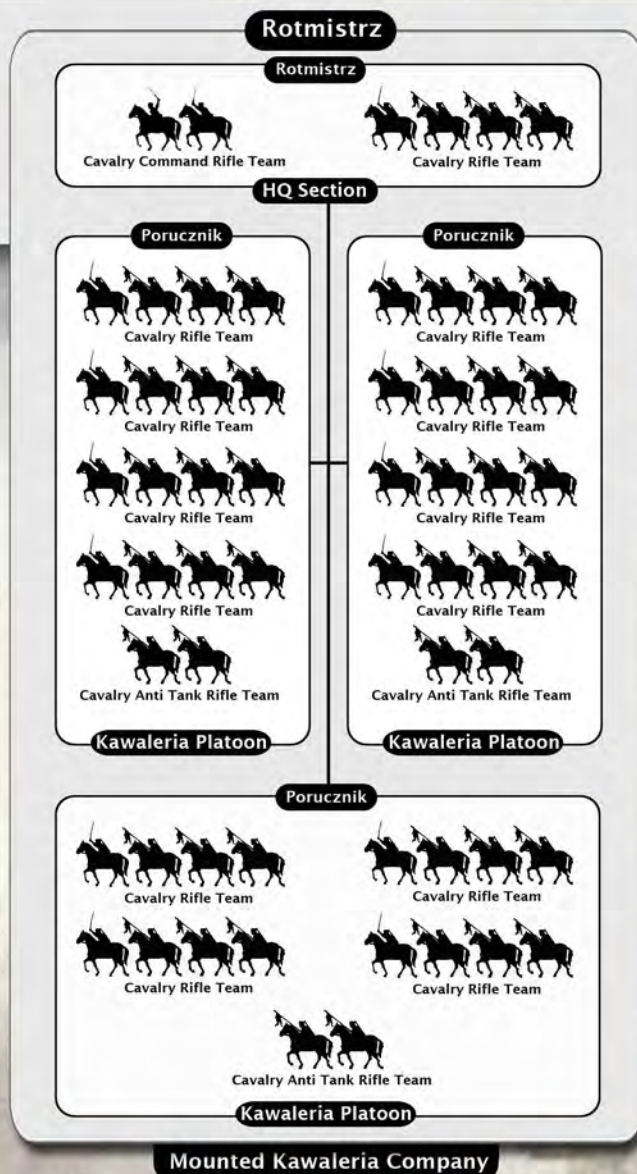 Rotmistrz
Rotmistrz
Cavalry Command Rifle Team
Cavalry Rifle Team
HQ Section
Porucznik
Cavalry Rifle Team
Cavalry Rifle Team
Cavalry Rifle Team
Cavalry Rifle Team
Cavalry Anti Tank Rifle Team
Kawaleria Platoon
Porucznik
Cavalry Rifle Team
Cavalry Rifle Team
Cavalry Rifle Team
Cavalry Rifle Team
Cavalry Anti Tank Rifle Team
Kawaleria Platoon
Porucznik
Cavalry Rifle Team
Cavalry Rifle Team
Cavalry Rifle Team
Cavalry Rifle Team
Cavalry Anti Tank Rifle Team
Kawaleria Platoon
Mounted Kawaleria Company